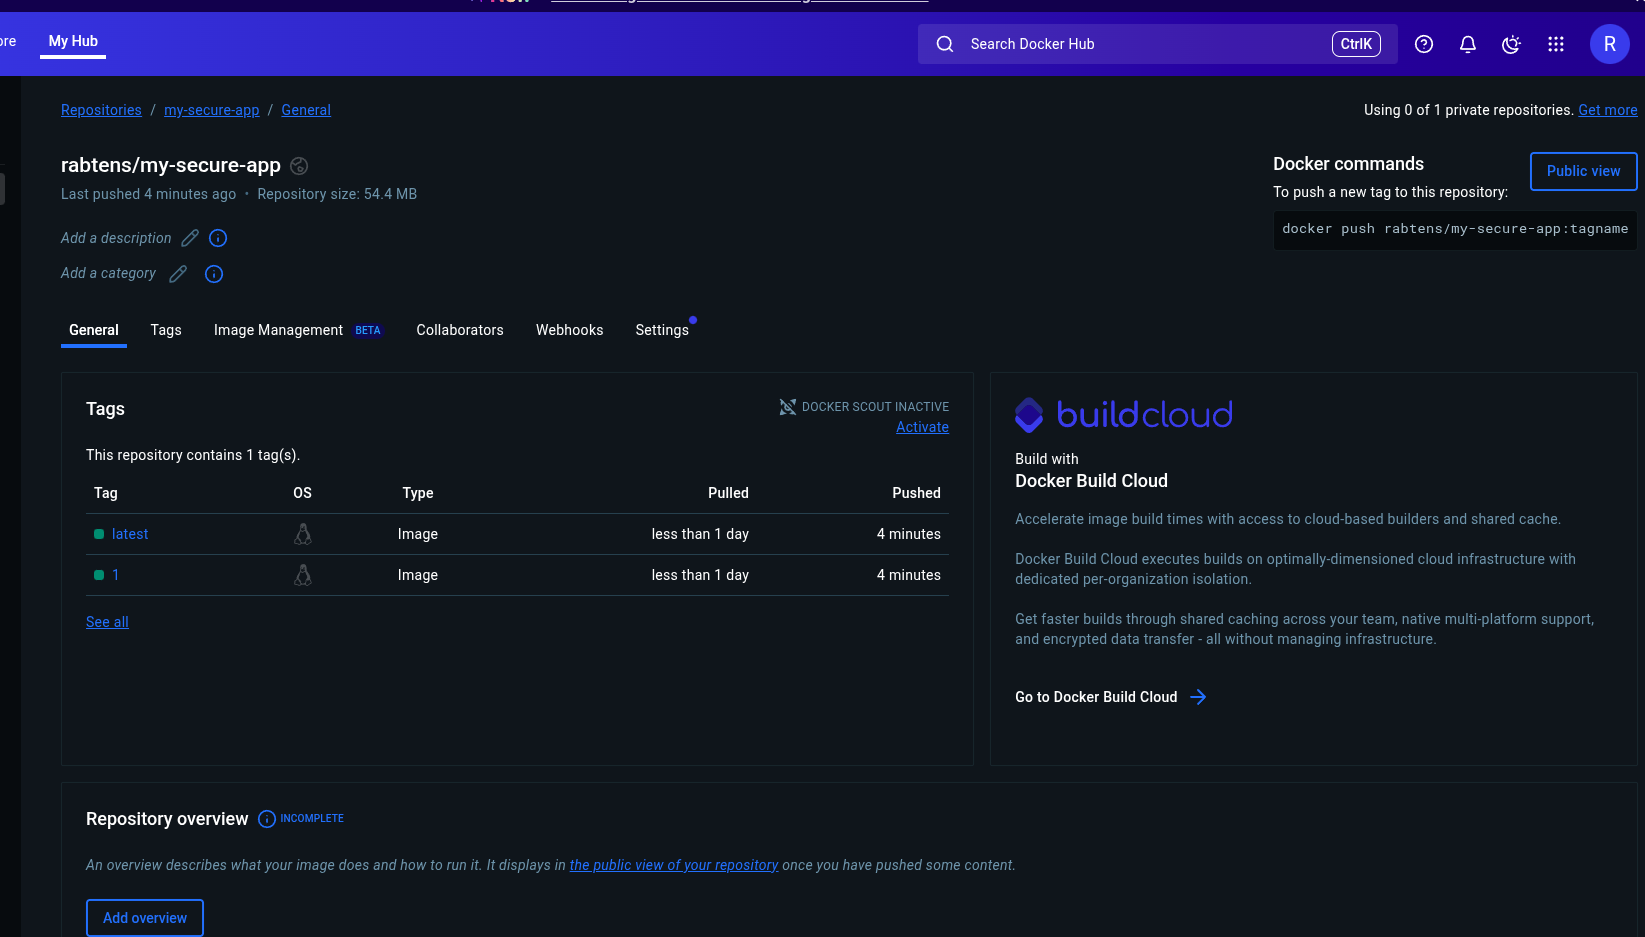 ore My Hub Search Docker Hub CtrlK R
Repositories / my-secure-app / General Using 0 of 1 private repositories. Get more
rabtens/my-secure-app
Last pushed 4 minutes ago • Repository size: 54.4 MB
Docker commands
Public view
To push a new tag to this repository:
docker push rabtens/my-secure-app:tagname
Add a description
Add a category
General Tags Image Management BETA Collaborators Webhooks Settings
Tags
DOCKER SCOUT INACTIVE
Activate
This repository contains 1 tag(s).
Tag OS Type Pulled Pushed
latest Image less than 1 day 4 minutes
1 Image less than 1 day 4 minutes
See all
buildcloud
Build with
Docker Build Cloud
Accelerate image build times with access to cloud-based builders and shared cache.
Docker Build Cloud executes builds on optimally-dimensioned cloud infrastructure with
dedicated per-organization isolation.
Get faster builds through shared caching across your team, native multi-platform support,
and encrypted data transfer - all without managing infrastructure.
Go to Docker Build Cloud
Repository overview INCOMPLETE
An overview describes what your image does and how to run it. It displays in the public view of your repository once you have pushed some content.
Add overview